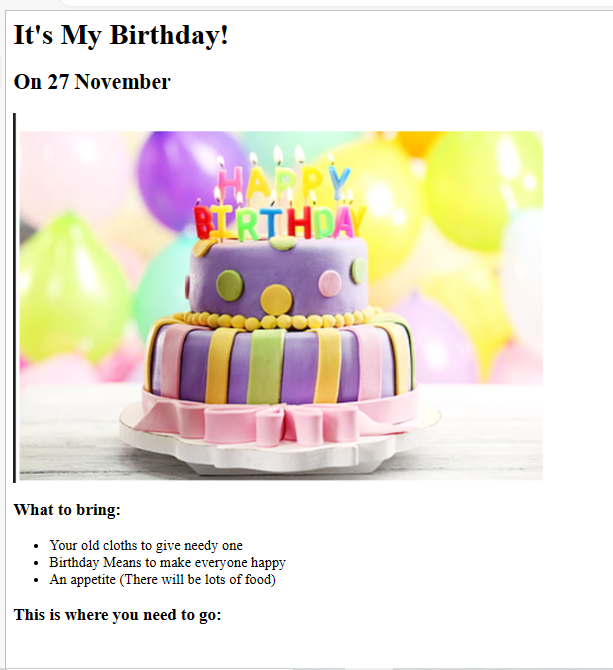 It's My Birthday!
On 27 November
HAPPY
BIRTHDAY
What to bring:
Your old cloths to give needy one
Birthday Means to make everyone happy
An appetite (There will be lots of food)
This is where you need to go: